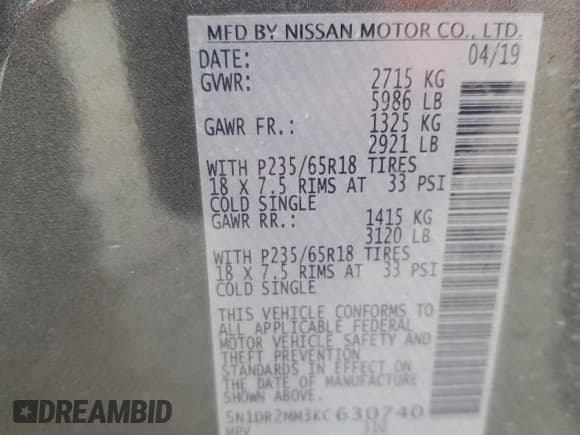 MFD BY NISSAN MOTOR CO., LTD.
DATE: 04/19
GVWR: 2715 KG
5986 LB
GAWR FR.: 1325 KG
2921 LB
WITH P235/65R18 TIRES
18 X 7.5 RIMS AT 33 PSI
COLD SINGLE
GAWR RR.: 1415 KG
3120 LB
WITH P235/65R18 TIRES
18 X 7.5 RIMS AT 33 PSI
COLD SINGLE
THIS VEHICLE CONFORMS TO
ALL APPLICABLE FEDERAL
MOTOR VEHICLE SAFETY AND
THEFT PREVENTION
STANDARDS IN EFFECT ON
THE DATE OF MANUFACTURE
SHOWN ABOVE.
5N1DR2MM3KC630740
MPV
AUTOHELPERBOT.COM